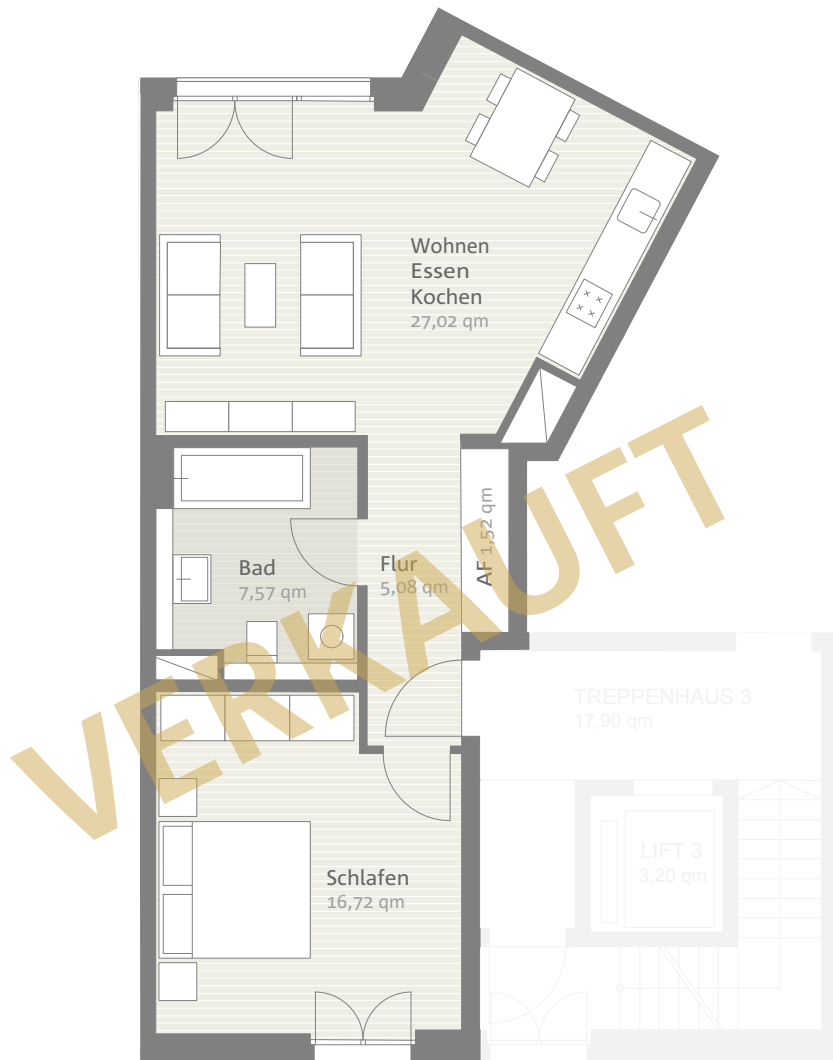 Wohnen
Essen
Kochen
27,02 qm
Bad
7,57 qm
Flur
5,08 qm
AF 1,52 qm
VERKAUFT
TREPPENHAUS 3
17,90 qm
LIFT 3
3,20 qm
Schlafen
16,72 qm